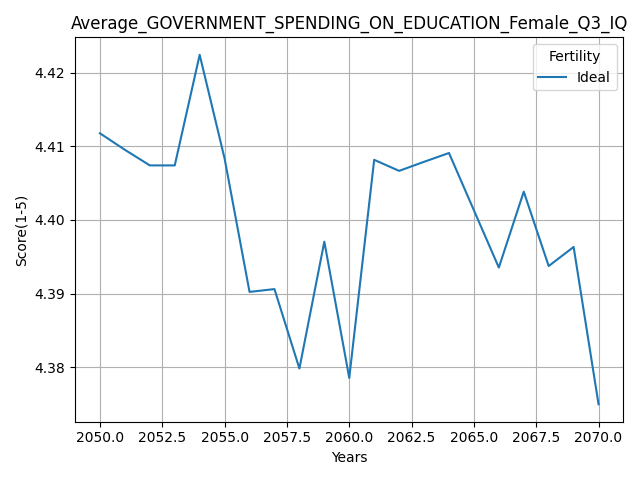 Average_GOVERNMENT_SPENDING_ON_EDUCATION_Female_Q3_IQ
Fertility
Ideal
4.42
4.41
4.40
4.39
4.38
Score(1-5)
2050.0 2052.5 2055.0 2057.5 2060.0 2062.5 2065.0 2067.5 2070.0
Years